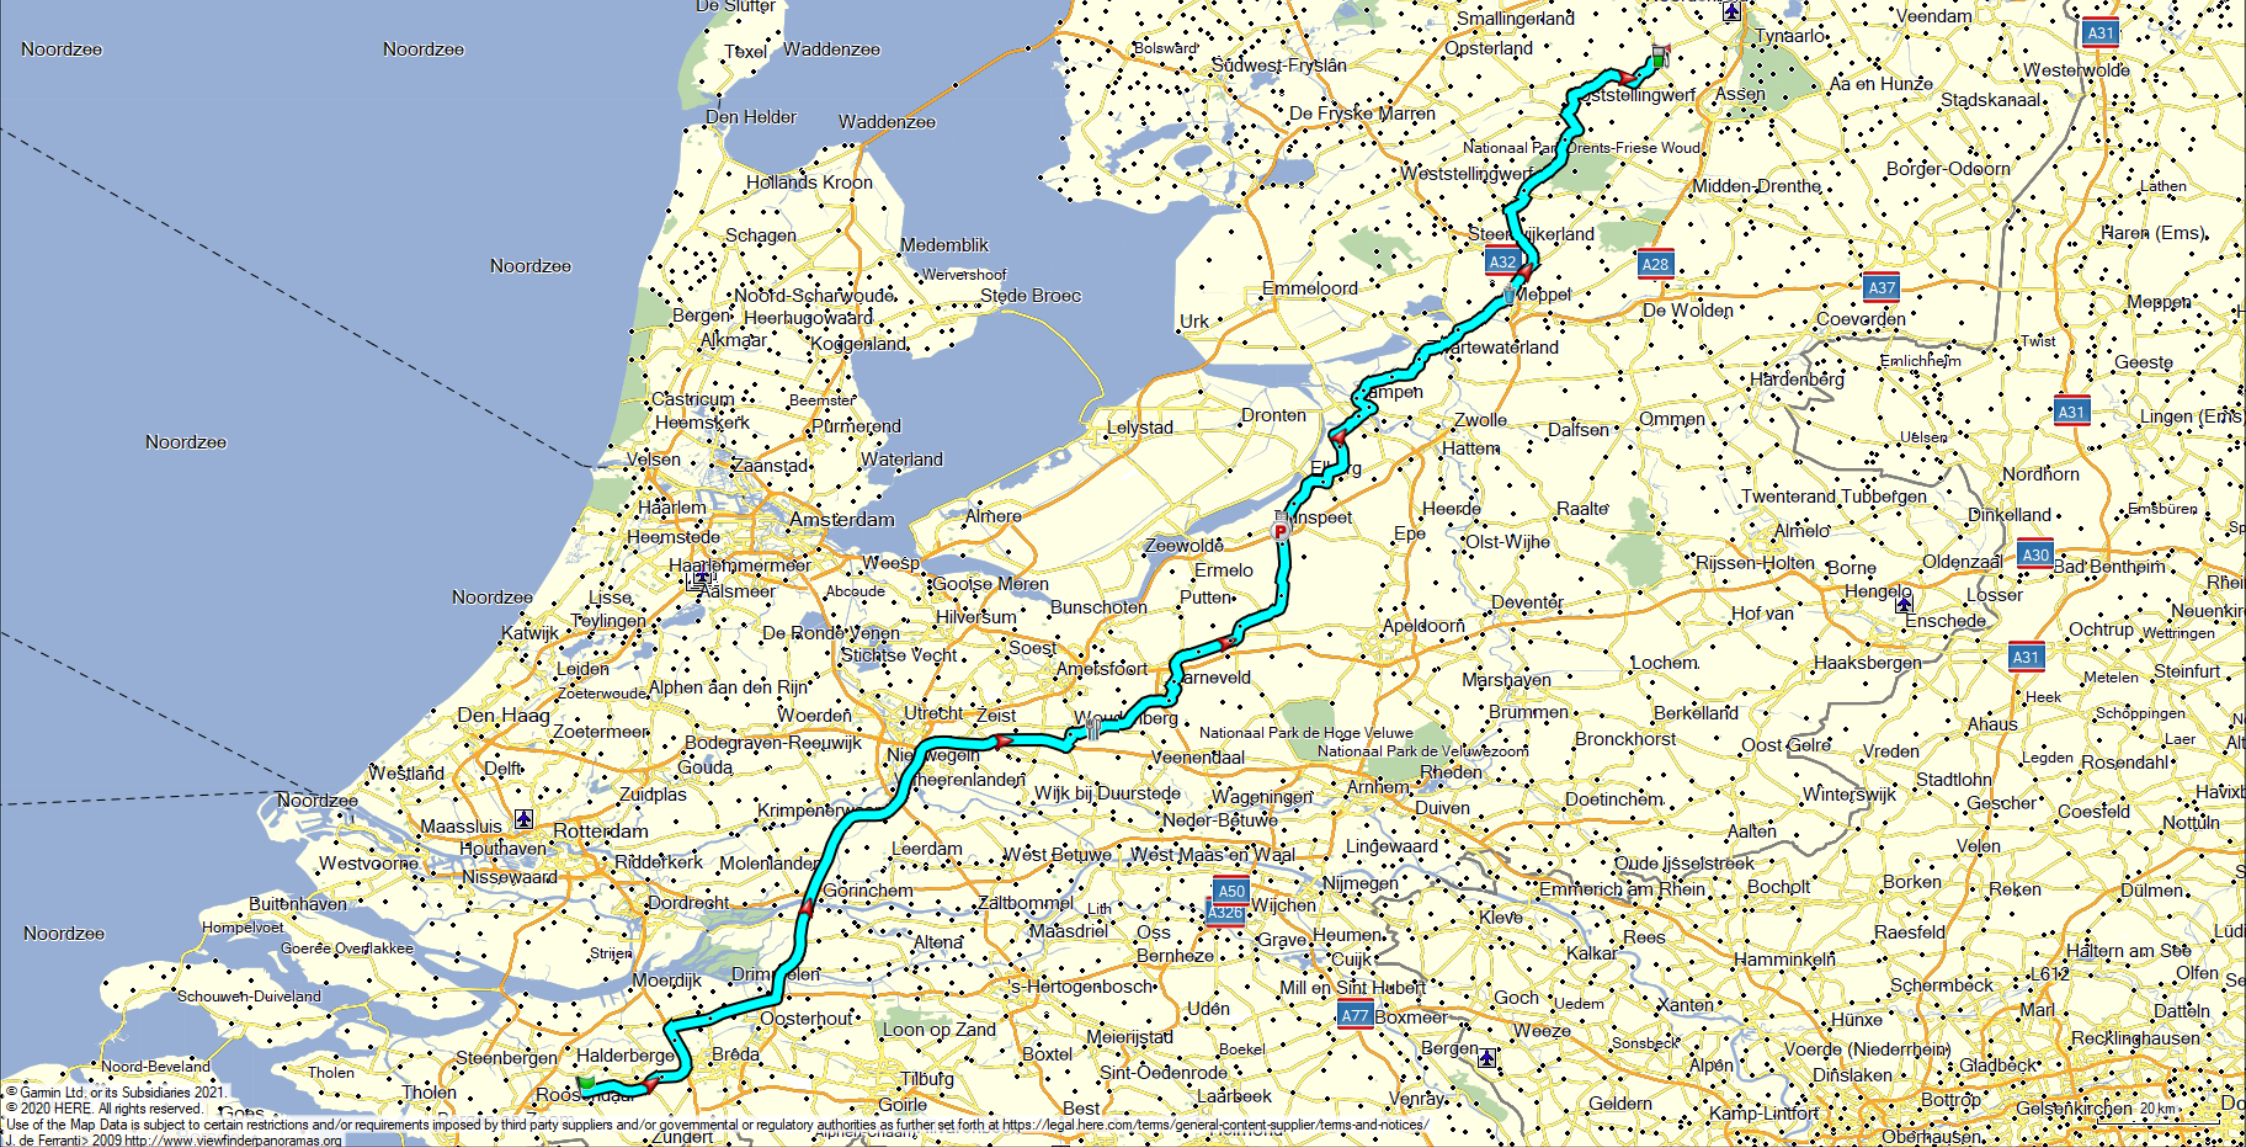 De Slufter
Noordzee
Noordzee
Texel
Waddenzee
Bolsward
Smallingerland
Opsterland
Veendam
Tynaarlo
A31
Súdwest-Fryslân
Westerwolde
Aa en Hunze
Stadskanaal
Assen
Den Helder
Waddenzee
De Fryske Marren
Nationaal Park Drents-Friese Woud
Weststellingwerf
Borger-Odoorn
Hollands Kroon
Midden-Drenthe
Lathen
Schagen
Medemblik
Haren (Ems)
Noordzee
Wervershoof
A32
A28
Emmeloord
A37
Noord-Scharwoude
Stede Broec
Meppel
Meppen
Bergen
Heerhugowaard
Urk
De Wolden
Coevorden
Alkmaar
Koggenland
Twist
Emlichheim
Geeste
Hardenberg
Castricum
Beemster
Heemskerk
Purmerend
Lelystad
Dronten
Zwolle
Ommen
A31
Lingen (Ems)
Noordzee
Dalfsen
Uelsen
Velsen
Zaanstad
Waterland
Hattem
Nordhorn
Haarlem
Amsterdam
Almere
Heerde
Raalte
Twenterand
Tubbergen
Dinkelland
Emsbüren
Heemstede
Zeewolde
Epe
Olst-Wijhe
Almelo
A30
Haarlemmermeer
Weesp
Ermelo
Rijssen-Holten
Borne
Oldenzaal
Bad Bentheim
Aalsmeer
Abcoude
Gooise Meren
Putten
Deventer
Hengelo
Losser
Noordzee
Lisse
Teylingen
Hilversum
Bunschoten
Hof van
Enschede
Katwijk
De Ronde Venen
Apeldoorn
Ochtrup
Wettringen
Stichtse Vecht
Soest
A31
Leiden
Amersfoort
Lochem
Haaksbergen
Steinfurt
Zoeterwoude
Alphen aan den Rijn
Marshaven
Metelen
Heek
Den Haag
Woerden
Utrecht
Zeist
Brummen
Berkelland
Ahaus
Schöppingen
Zoetermeer
Bodegraven-Reeuwijk
Nationaal Park de Hoge Veluwe
Bronckhorst
Oost Gelre
Vreden
Laer
Nationaal Park de Veluwezoom
Westland
Delft
Gouda
Veenendaal
Rheden
Stadtlohn
Legden
Rosendahl
Noordzee
Zuidplas
Wijk bij Duurstede
Wageningen
Arnhem
Duiven
Doetinchem
Winterswijk
Gescher
Coesfeld
Maassluis
Rotterdam
Neder-Betuwe
Aalten
Nottuln
Houthaven
Leerdam
West Betuwe
West Maas en Waal
Lingewaard
Velen
Westvoorne
Ridderkerk
Molenlanden
Oude Ijsselstreek
Nissewaard
Gorinchem
A50
Nijmegen
Emmerich am Rhein
Bocholt
Borken
Reken
Dülmen
Buitenhaven
Dordrecht
Zaltbommel
Lith
A326
Wijchen
Kleve
Noordzee
Hompelvoet
Maasdriel
Oss
Raesfeld
Goeree Overflakkee
Strijen
Altena
Bernheze
Grave
Heumen
Kalkar
Rees
Haltern am See
Cuijk
Hamminkeln
Moerdijk
L612
Olfen
Schouwen-Duiveland
's-Hertogenbosch
Mill en Sint Hubert
Goch
Uedem
Xanten
Schermbeck
Marl
Datteln
Oosterhout
Uden
A77
Boxmeer
Loon op Zand
Meierijstad
Weeze
Hünxe
Recklinghausen
Steenbergen
Halderberge
Breda
Boxtel
Boekel
Bergen
Sonsbeck
Voerde (Niederrhein)
Noord-Beveland
Tholen
Sint-Oedenrode
Alpen
Gladbeck
Tholen
Tilburg
Dinslaken
Goirle
Best
Laarbeek
Venray
Geldern
Kamp-Lintfort
Bottrop
Gelsenkirchen
20 km
Oberhausen
Zundert
© Garmin Ltd. or its Subsidiaries 2021.
© 2020 HERE. All rights reserved.
Use of the Map Data is subject to certain restrictions and/or requirements imposed by third party suppliers and/or governmental or regulatory authorities as further set forth at https://legal.here.com/terms/general-content-supplier/terms-and-notices/
J. de Ferranti> 2009 http://www.viewfinderpanoramas.org